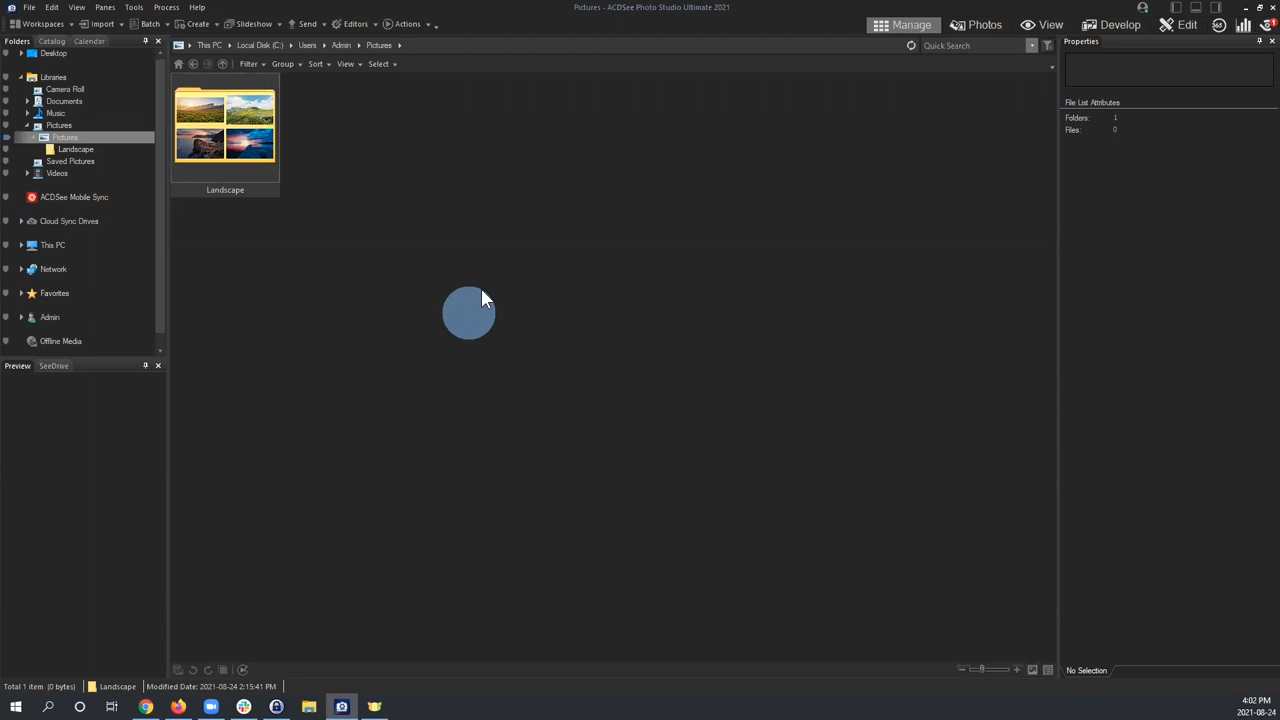 Pictures - ACDSee Photo Studio Ultimate 2021
File Edit View Panes Tools Process Help
Workspaces Import Batch Create Slideshow Send Editors Actions
Manage Photos View Develop Edit 365
Folders Catalog Calendar
This PC Local Disk (C:) Users Admin Pictures
Quick Search
Properties
Filter Group Sort View Select
Desktop
Libraries
Camera Roll
Documents
Music
Pictures
Pictures
Landscape
Saved Pictures
Videos
ACDSee Mobile Sync
Cloud Sync Drives
This PC
Network
Favorites
Admin
Offline Media
Landscape
File List Attributes
Folders: 1
Files: 0
Preview SeeDrive
No Selection
Total 1 item (0 bytes) Landscape Modified Date: 2021-08-24 2:15:41 PM
4:02 PM
2021-08-24